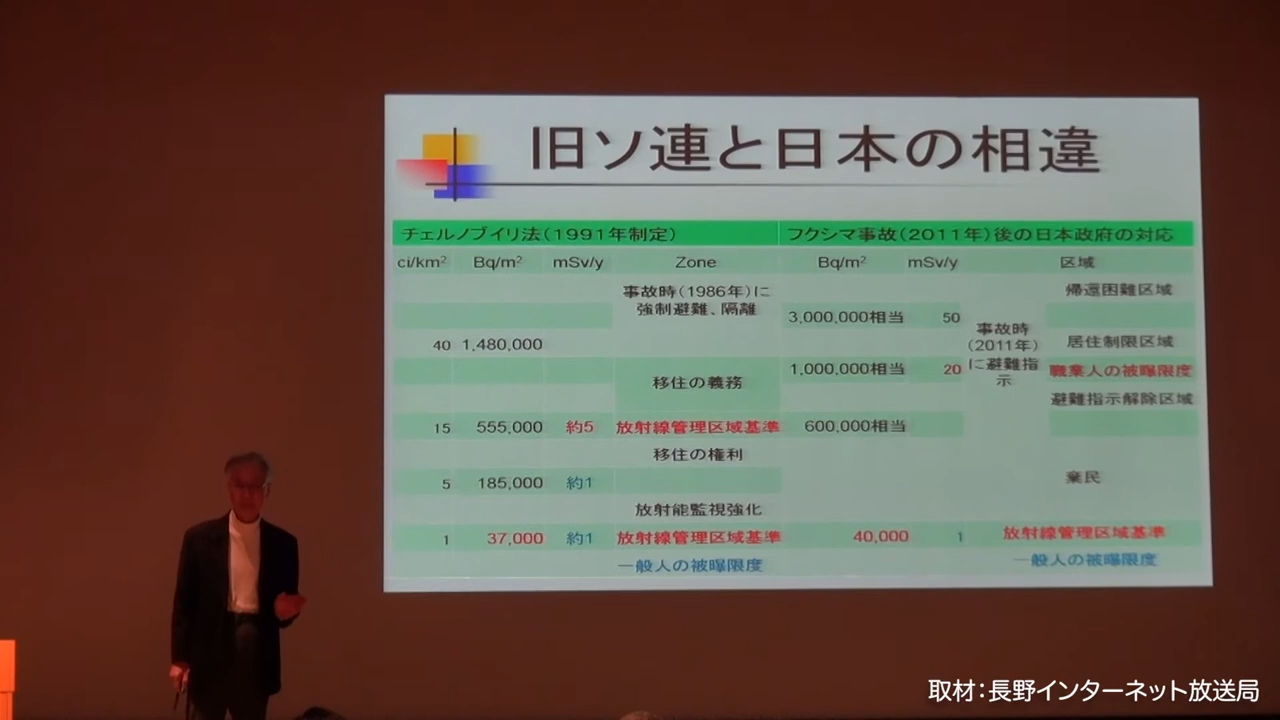 旧ソ連と日本の相違
チェルノブイリ法(1991年制定) フクシマ事故(2011年)後の日本政府の対応
ci/km² Bq/m² mSv/y Zone Bq/m² mSv/y 区域
事故時(1986年)に
強制避難、隔離
帰還困難区域
3,000,000相当 50
事故時
(2011年)
に避難指
示
40 1,480,000
居住制限区域
1,000,000相当 20 職業人の被曝限度
移住の義務
避難指示解除区域
15 555,000 約5 放射線管理区域基準 600,000相当
移住の権利
5 185,000 約1 棄民
放射能監視強化
1 37,000 約1 放射線管理区域基準 40,000 1 放射線管理区域基準
一般人の被曝限度 一般人の被曝限度
取材:長野インターネット放送局